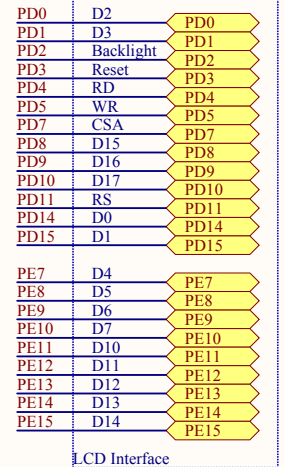 PD0 D2 PD0
PD1 D3 PD1
PD2 Backlight PD2
PD3 Reset PD3
PD4 RD PD4
PD5 WR PD5
PD7 CSA PD7
PD8 D15 PD8
PD9 D16 PD9
PD10 D17 PD10
PD11 RS PD11
PD14 D0 PD14
PD15 D1 PD15
PE7 D4 PE7
PE8 D5 PE8
PE9 D6 PE9
PE10 D7 PE10
PE11 D10 PE11
PE12 D11 PE12
PE13 D12 PE13
PE14 D13 PE14
PE15 D14 PE15
LCD Interface